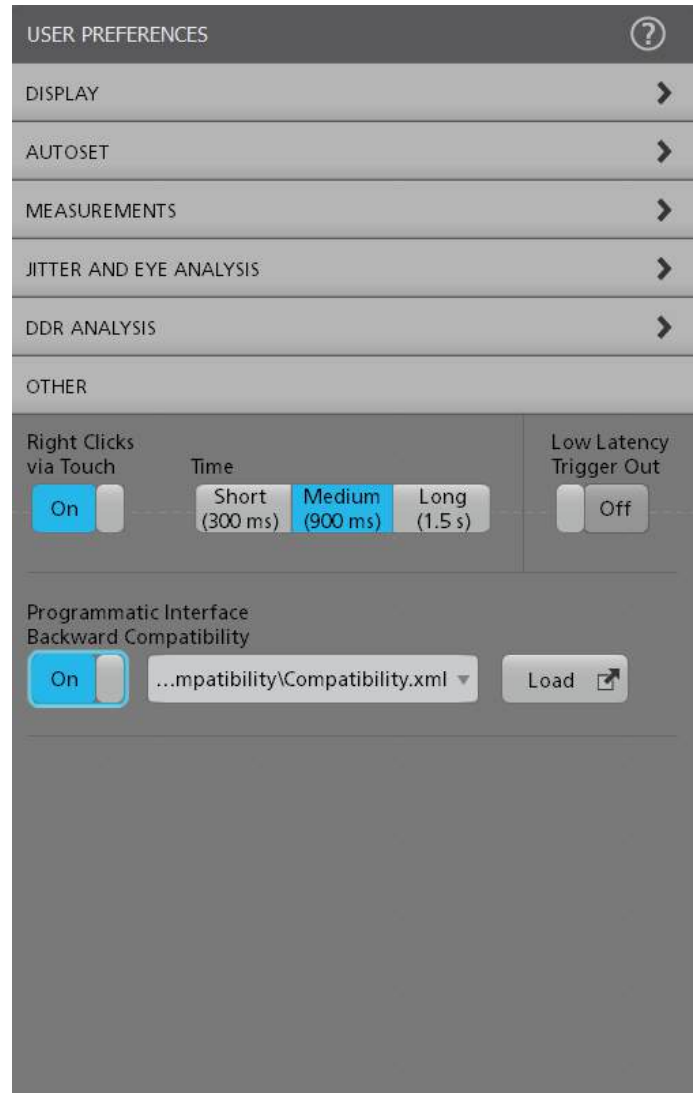 USER PREFERENCES ?
DISPLAY
AUTOSET
MEASUREMENTS
JITTER AND EYE ANALYSIS
DDR ANALYSIS
OTHER
Right Clicks
via Touch
On
Time
Short
(300 ms)
Medium
(900 ms)
Long
(1.5 s)
Low Latency
Trigger Out
Off
Programmatic Interface
Backward Compatibility
On
...mpatibility\Compatibility.xml
Load